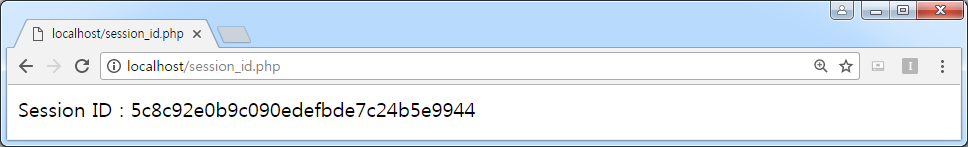 localhost/session_id.php
localhost/session_id.php
Session ID : 5c8c92e0b9c090edefbde7c24b5e9944